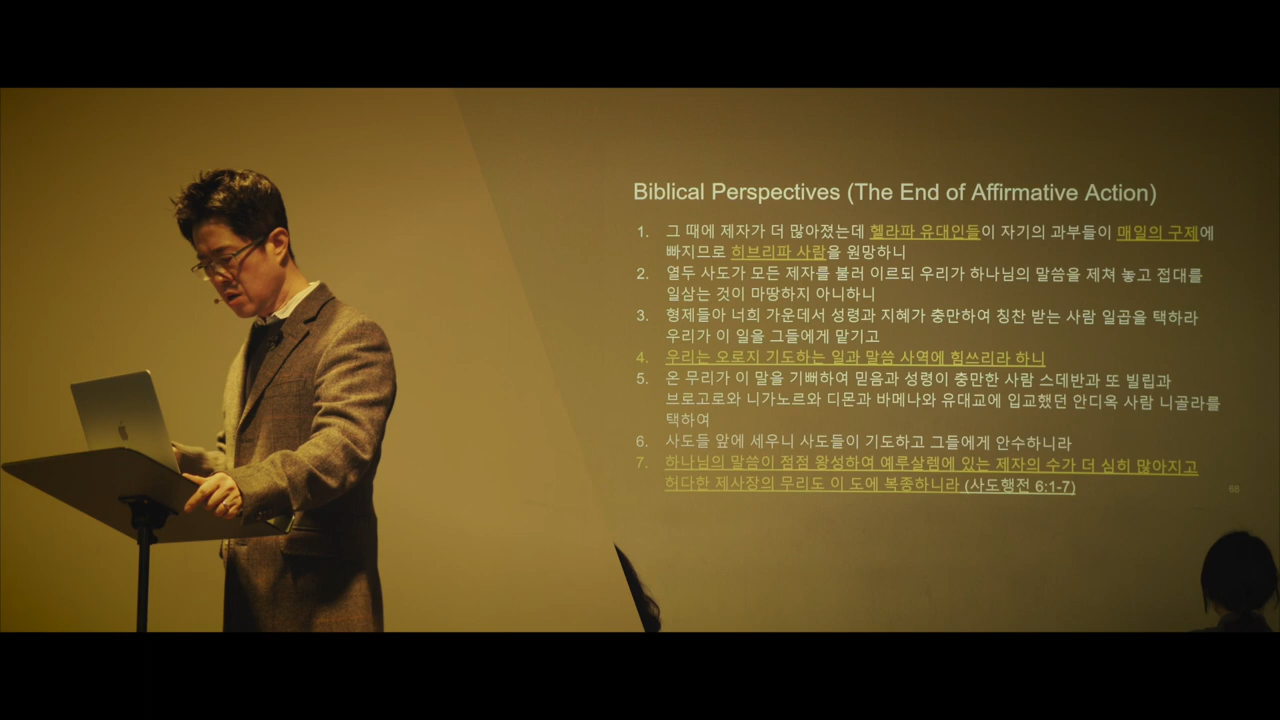 Biblical Perspectives (The End of Affirmative Action)
1. 그 때에 제자가 더 많아졌는데 헬라파 유대인들이 자기의 과부들이 매일의 구제에
빠지므로 히브리파 사람을 원망하니
2. 열두 사도가 모든 제자를 불러 이르되 우리가 하나님의 말씀을 제쳐 놓고 접대를
일삼는 것이 마땅하지 아니하니
3. 형제들아 너희 가운데서 성령과 지혜가 충만하여 칭찬 받는 사람 일곱을 택하라
우리가 이 일을 그들에게 맡기고
4. 우리는 오로지 기도하는 일과 말씀 사역에 힘쓰리라 하니
5. 온 무리가 이 말을 기뻐하여 믿음과 성령이 충만한 사람 스데반과 또 빌립과
브로고로와 니가노르와 디몬과 바메나와 유대교에 입교했던 안디옥 사람 니골라를
택하여
6. 사도들 앞에 세우니 사도들이 기도하고 그들에게 안수하니라
7. 하나님의 말씀이 점점 왕성하여 예루살렘에 있는 제자의 수가 더 심히 많아지고
허다한 제사장의 무리도 이 도에 복종하니라 (사도행전 6:1-7)
68